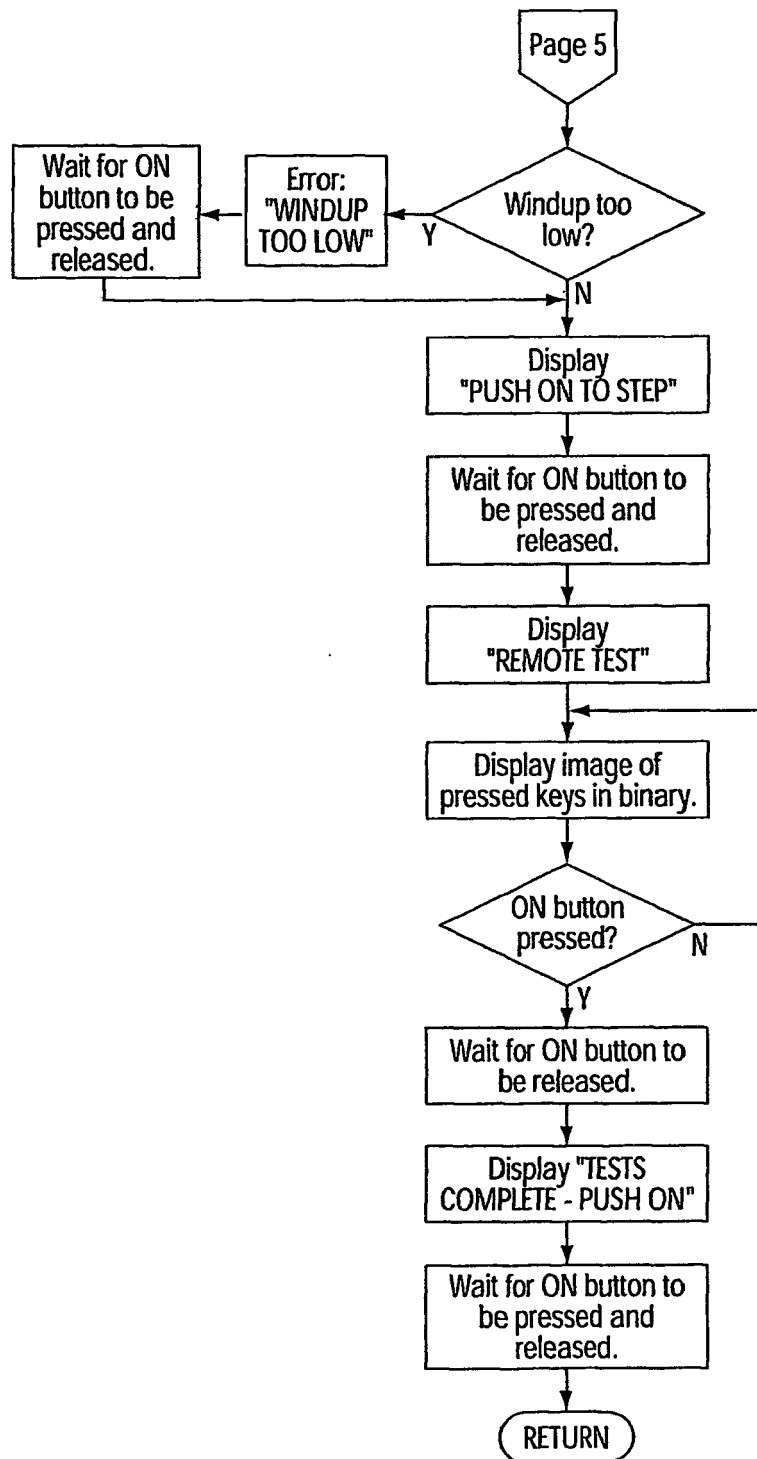 Page 5
Windup too
low?
Y
N
Error:
"WINDUP
TOO LOW"
Wait for ON
button to be
pressed and
released.
Display
"PUSH ON TO STEP"
Wait for ON button to
be pressed and
released.
Display
"REMOTE TEST"
Display image of
pressed keys in binary.
ON button
pressed?
N
Y
Wait for ON button to
be released.
Display "TESTS
COMPLETE - PUSH ON"
Wait for ON button to
be pressed and
released.
RETURN